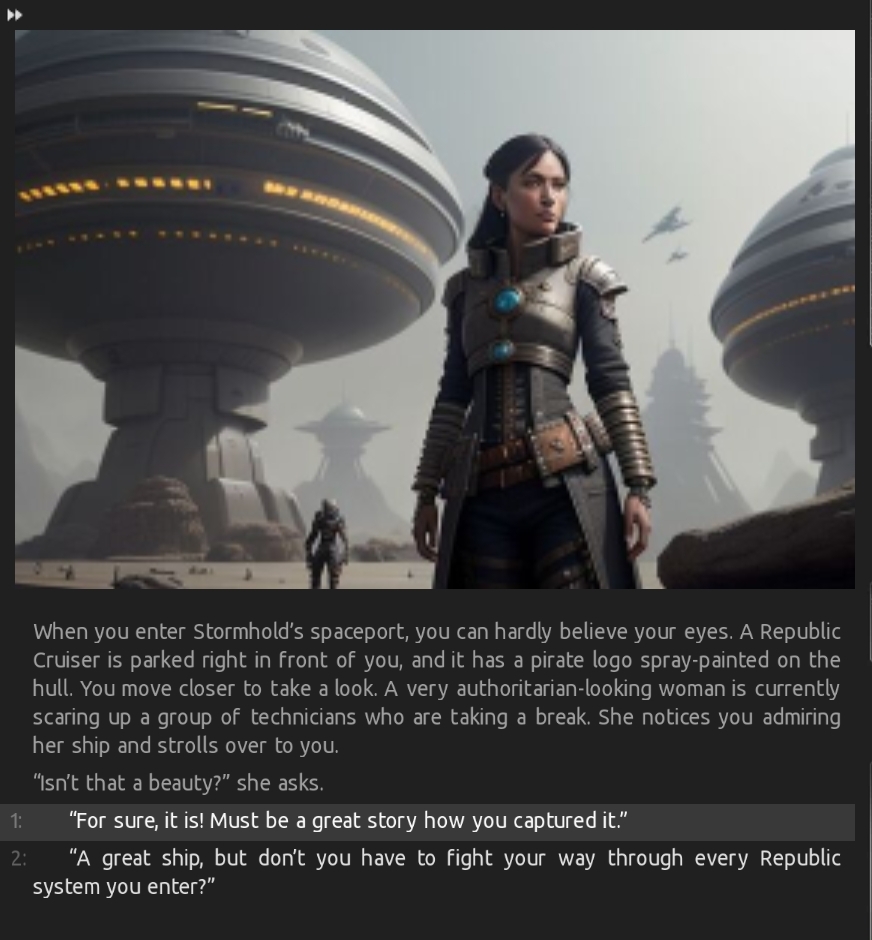 When you enter Stormhold’s spaceport, you can hardly believe your eyes. A Republic
Cruiser is parked right in front of you, and it has a pirate logo spray-painted on the
hull. You move closer to take a look. A very authoritarian-looking woman is currently
scaring up a group of technicians who are taking a break. She notices you admiring
her ship and strolls over to you.
“Isn’t that a beauty?” she asks.
1: “For sure, it is! Must be a great story how you captured it.”
2: “A great ship, but don’t you have to fight your way through every Republic
system you enter?”